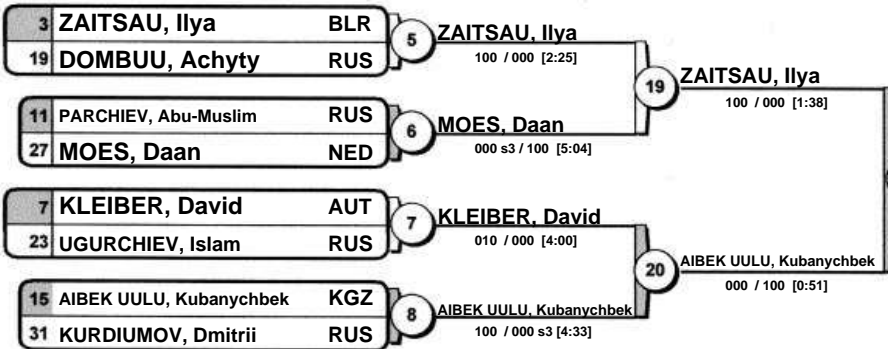 3 ZAITSAU, Ilya BLR
19 DOMBUU, Achyty RUS
5
ZAITSAU, Ilya
100 / 000 [2:25]
11 PARCHIEV, Abu-Muslim RUS
27 MOES, Daan NED
6
MOES, Daan
000 s3 / 100 [5:04]
19
ZAITSAU, Ilya
100 / 000 [1:38]
7 KLEIBER, David AUT
23 UGURCHIEV, Islam RUS
7
KLEIBER, David
010 / 000 [4:00]
15 AIBEK UULU, Kubanychbek KGZ
31 KURDIUMOV, Dmitrii RUS
8
AIBEK UULU, Kubanychbek
100 / 000 s3 [4:33]
20
AIBEK UULU, Kubanychbek
000 / 100 [0:51]